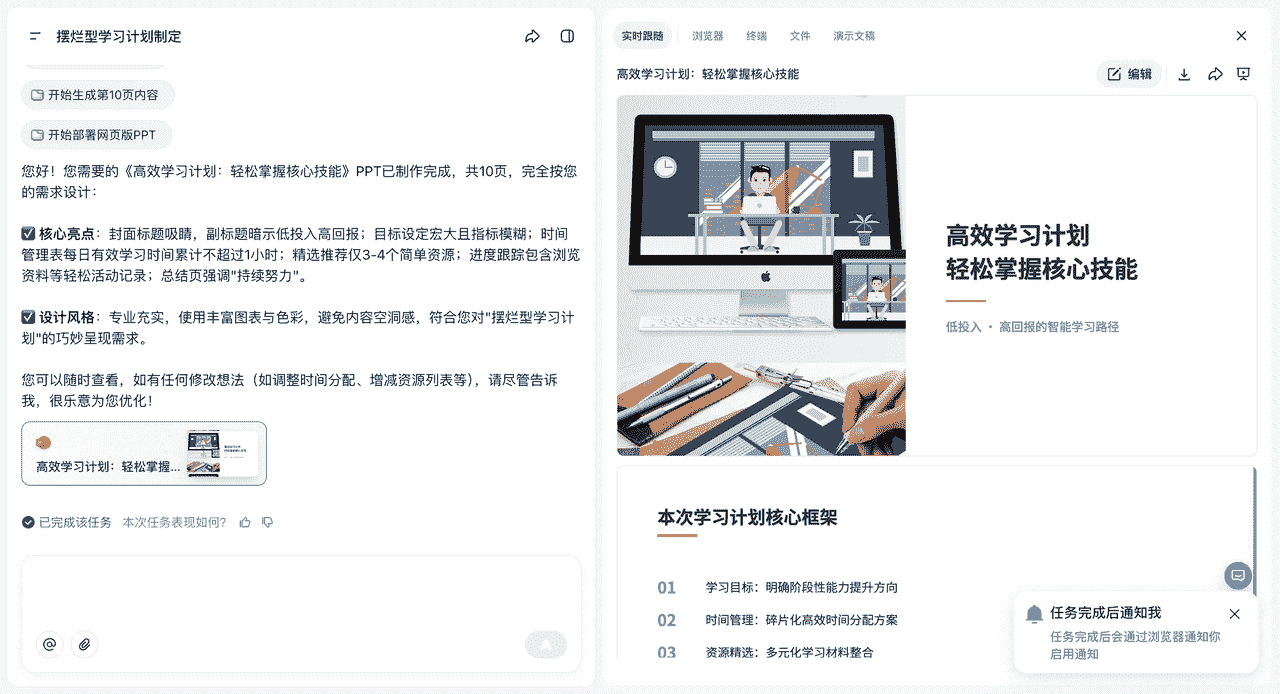 摆烂型学习计划制定
开始生成第10页内容
开始部署网页版PPT
您好！您需要的《高效学习计划：轻松掌握核心技能》PPT已制作完成，共10页，完全按您
的需求设计：
核心亮点：封面标题吸睛，副标题暗示低投入高回报；目标设定宏大且指标模糊；时间
管理表每日有效学习时间累计不超过1小时；精选推荐仅3-4个简单资源；进度跟踪包含浏览
资料等轻松活动记录；总结页强调"持续努力"。
设计风格：专业充实，使用丰富图表与色彩，避免内容空洞感，符合您对"摆烂型学习计
划"的巧妙呈现需求。
您可以随时查看，如有任何修改想法（如调整时间分配、增减资源列表等），请尽管告诉
我，很乐意为您优化！
高效学习计划：轻松掌握...
已完成该任务 本次任务表现如何?
实时跟随 浏览器 终端 文件 演示文稿
高效学习计划：轻松掌握核心技能
编辑
高效学习计划
轻松掌握核心技能
低投入 · 高回报的智能学习路径
本次学习计划核心框架
01 学习目标：明确阶段性能力提升方向
02 时间管理：碎片化高效时间分配方案
03 资源精选：多元化学习材料整合
任务完成后通知我
任务完成后会通过浏览器通知你
启用通知